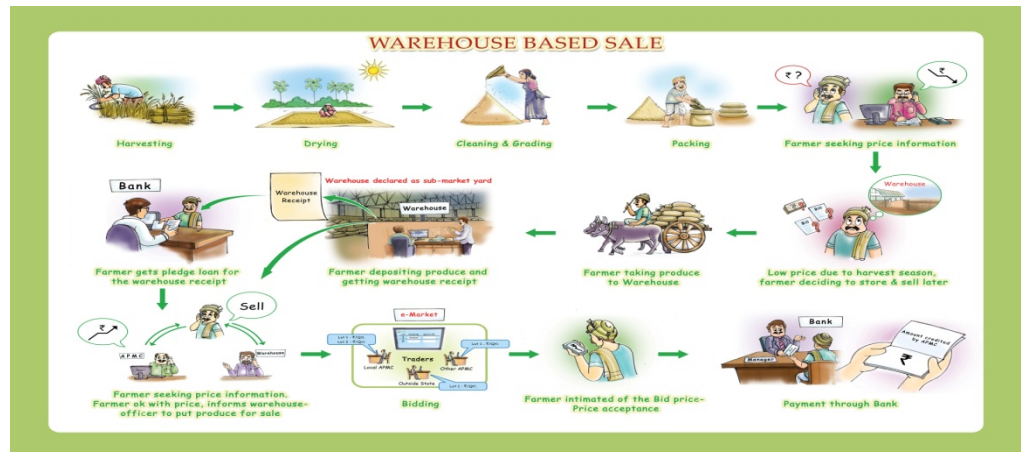 WAREHOUSE BASED SALE
Harvesting
Drying
Cleaning & Grading
Packing
₹ ?
₹
Farmer seeking price information
Warehouse
Low price due to harvest season,
farmer deciding to store & sell later
Farmer taking produce
to Warehouse
Warehouse declared as sub-market yard
Warehouse
Receipt
Warehouse
Farmer depositing produce and
getting warehouse receipt
Bank
Farmer gets pledge loan for
the warehouse receipt
₹
Sell
APMC
Warehouse
Farmer seeking price information.
Farmer ok with price, informs warehouse-
officer to put produce for sale
e-Market
Traders
Local APMC
Other APMC
Outside State
Bidding
₹
Farmer intimated of the Bid price-
Price acceptance
Bank
Manager
Amount credited
by APMC
₹
Payment through Bank